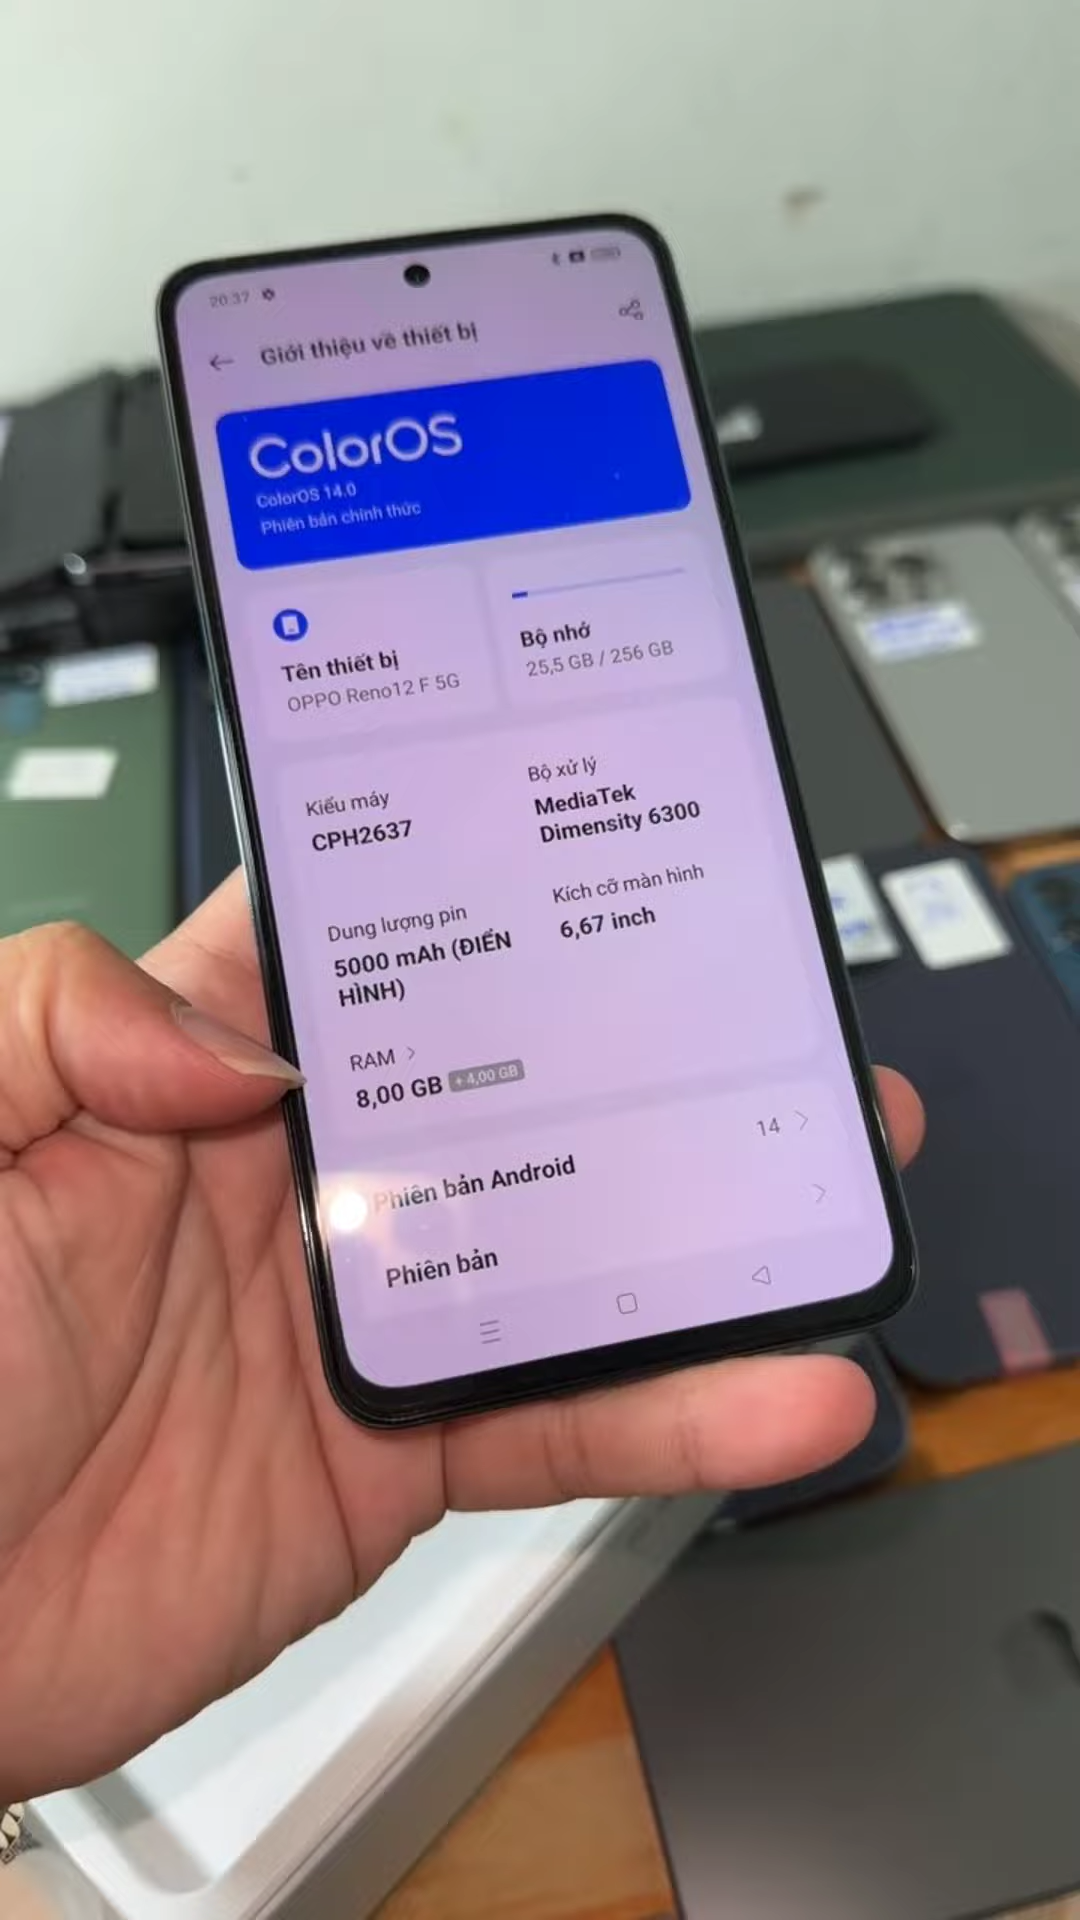 20:37
Giới thiệu về thiết bị
ColorOS
ColorOS 14.0
Phiên bản chính thức
Tên thiết bị
OPPO Reno12 F 5G
Bộ nhớ
25,5 GB / 256 GB
Kiểu máy
CPH2637
Bộ xử lý
MediaTek
Dimensity 6300
Dung lượng pin
5000 mAh (ĐIỂN
HÌNH)
Kích cỡ màn hình
6,67 inch
RAM >
8,00 GB + 4,00 GB
Phiên bản Android
14 >
Phiên bản >